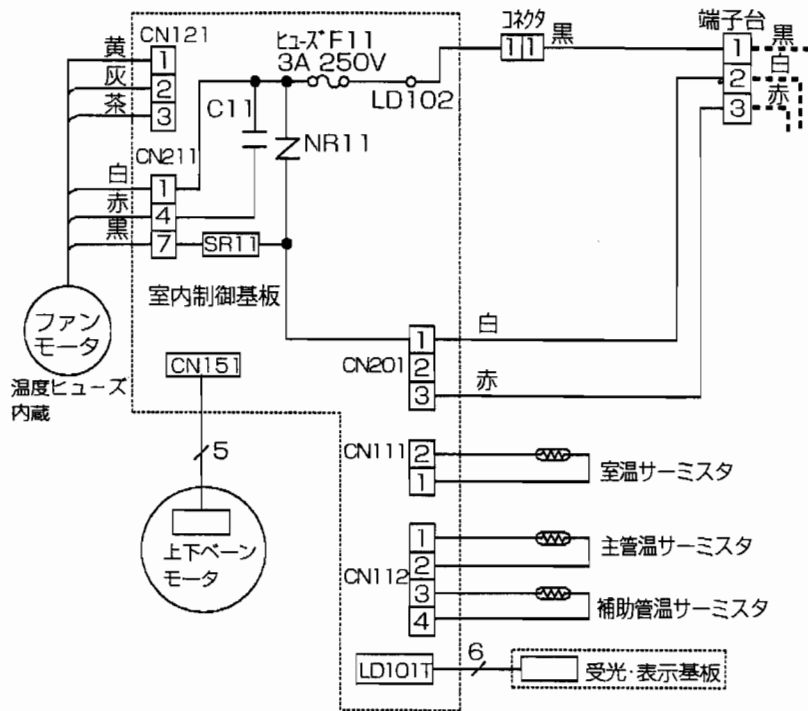 CN121
黄 1
灰 2
茶 3
ヒューズ F11
3A 250V
LD102
コネクタ
1 1 黒
端子台
1 黒
2 白
3 赤
C11
NR11
CN211
白 1
赤 4
黒 7
SR11
室内制御基板
ファン
モータ
温度ヒューズ
内蔵
CN151
5
上下ベーン
モータ
CN201
1 白
2
3 赤
CN111
2
1
室温サーミスタ
CN112
1
2
主管温サーミスタ
3
4
補助管温サーミスタ
LD101T
6
受光・表示基板